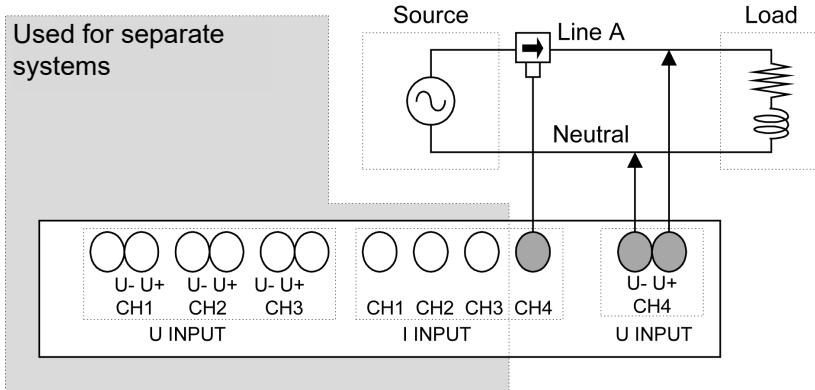 Used for separate
systems
Source
Line A
Load
Neutral
U- U+ U- U+ U- U+
CH1 CH2 CH3
U INPUT
CH1 CH2 CH3 CH4
I INPUT
U- U+
CH4
U INPUT